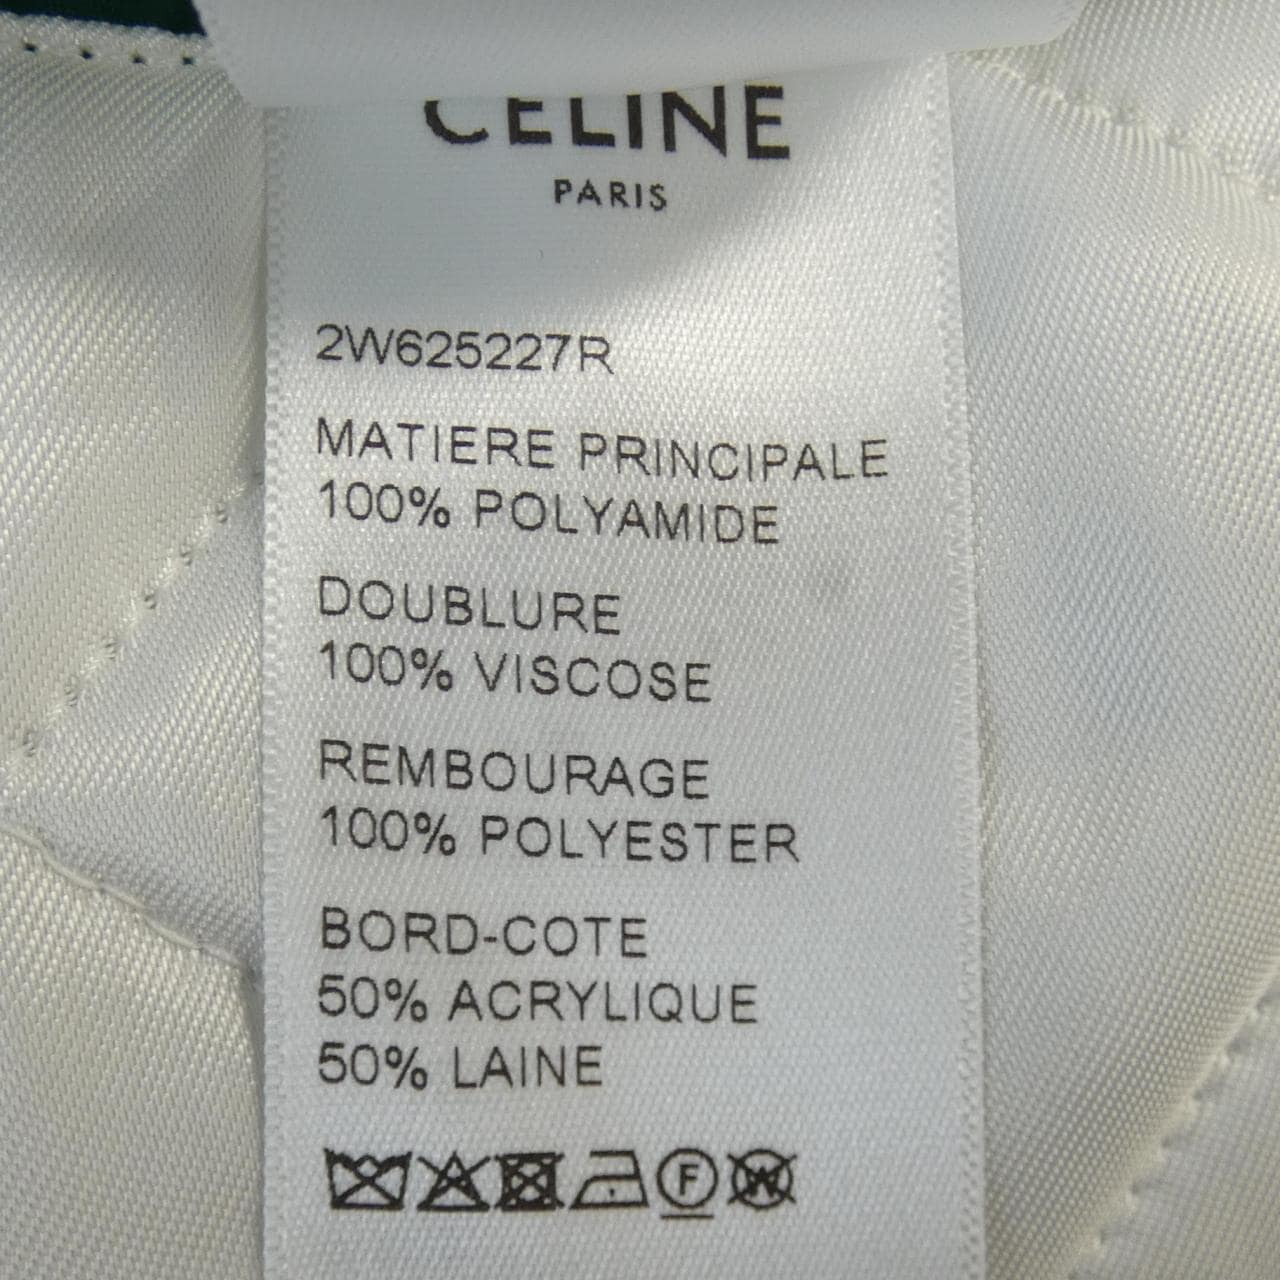 CELINE
PARIS
2W625227R
MATIERE PRINCIPALE
100% POLYAMIDE
DOUBLURE
100% VISCOSE
REMBOURAGE
100% POLYESTER
BORD-COTE
50% ACRYLIQUE
50% LAINE
F W